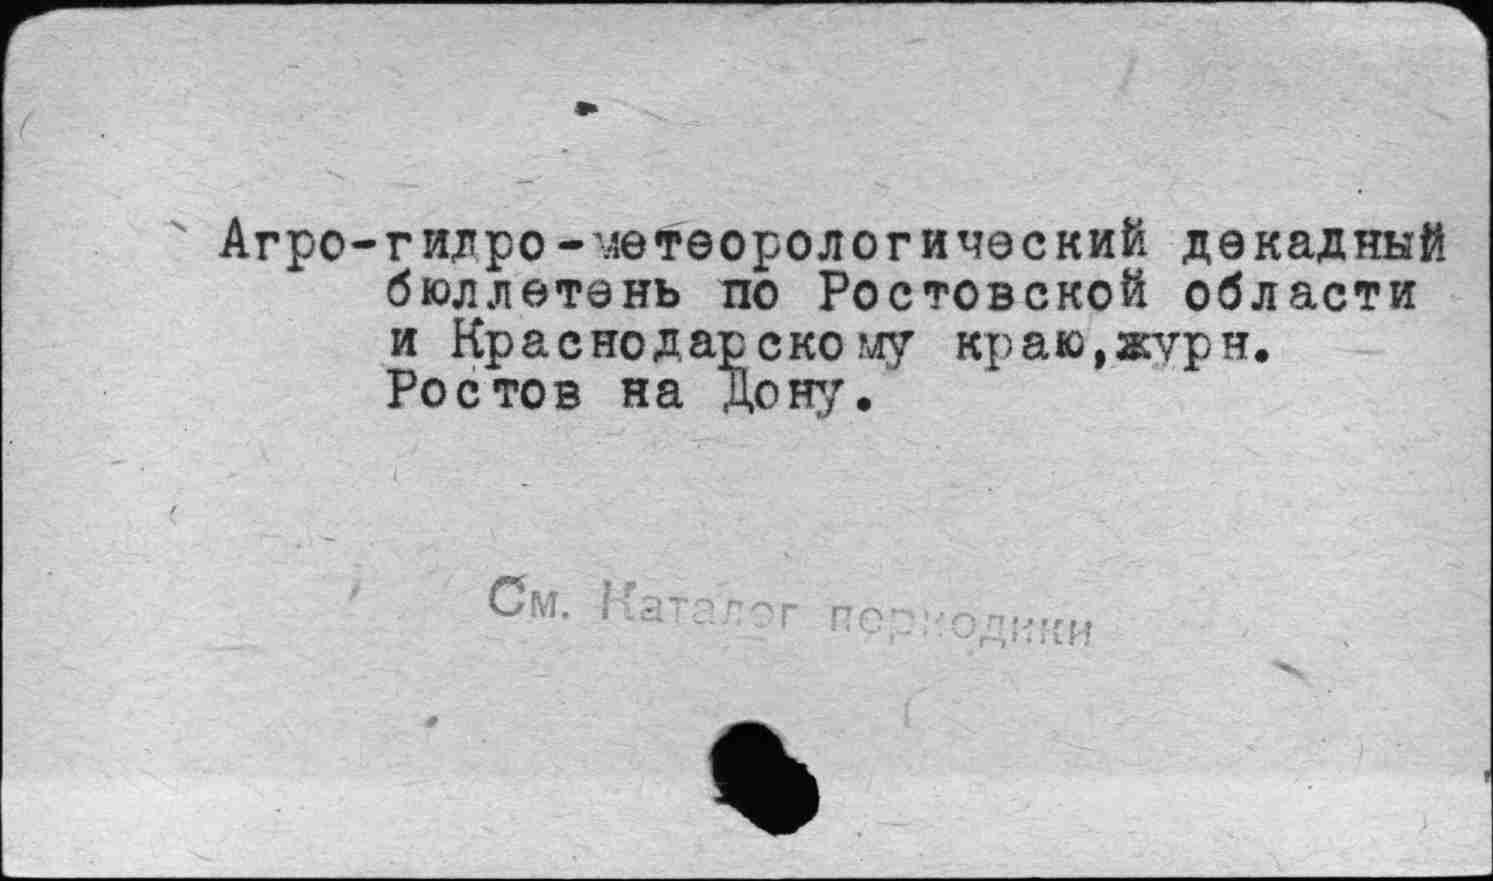 Агро-гидро-метеорологический декадный
бюллетень по Ростовской области
и Краснодарскому краю,журн.
Ростов на Дону.
См. Каталог периодики